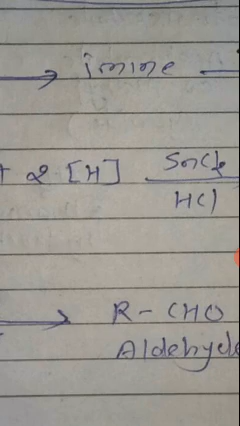 → imine —
+ 2 [H] SnCl2
HCl
→ R - CHO
Aldehyde